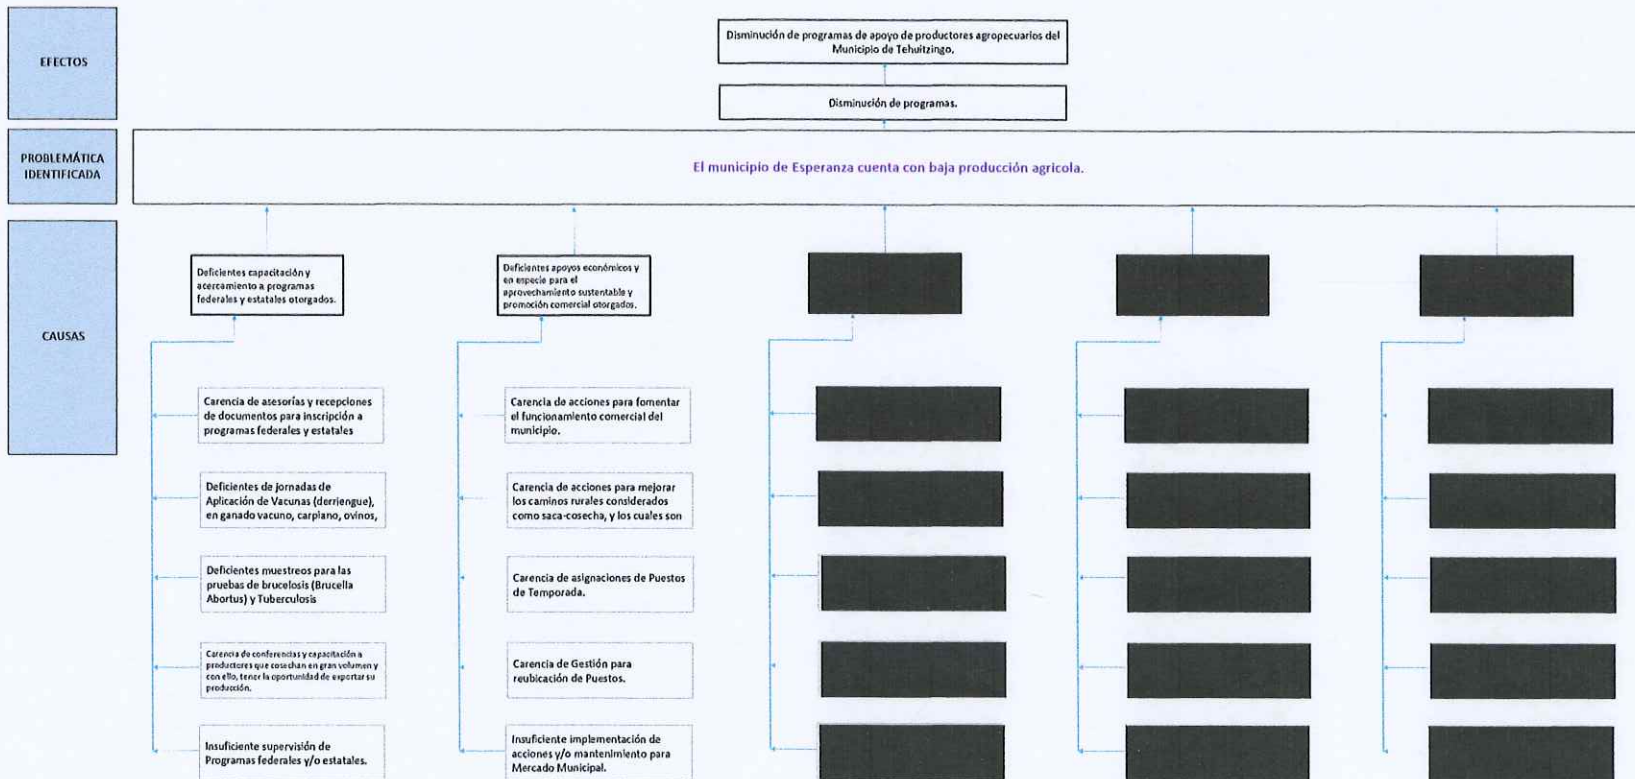 EFECTOS
Disminución de programas de apoyo de productores agropecuarios del
Municipio de Tehuitzingo.
Disminución de programas.
PROBLEMÁTICA
IDENTIFICADA
El municipio de Esperanza cuenta con baja producción agricola.
CAUSAS
Deficientes capacitación y
acercamiento a programas
federales y estatales otorgados.
Deficientes apoyos económicos y
en especie para el
aprovechamiento sustentable y
promoción comercial otorgados.
Carencia de asesorías y recepciones
de documentos para inscripción a
programas federales y estatales
Carencia de acciones para fomentar
el funcionamiento comercial del
municipio.
Deficientes de jornadas de
Aplicación de Vacunas (derriengue),
en ganado vacuno, carpiano, ovinos,
Carencia de acciones para mejorar
los caminos rurales considerados
como saca-cosecha, y los cuales son
Deficientes muestreos para las
pruebas de brucelosis (Brucella
Abortus) y Tuberculosis
Carencia de asignaciones de Puestos
de Temporada.
Carencia de conferencias y capacitación a
productores que cosechan en gran volumen y
con ello, tener la oportunidad de exportar su
producción.
Carencia de Gestión para
reubicación de Puestos.
Insuficiente supervisión de
Programas federales y/o estatales.
Insuficiente implementación de
acciones y/o mantenimiento para
Mercado Municipal.